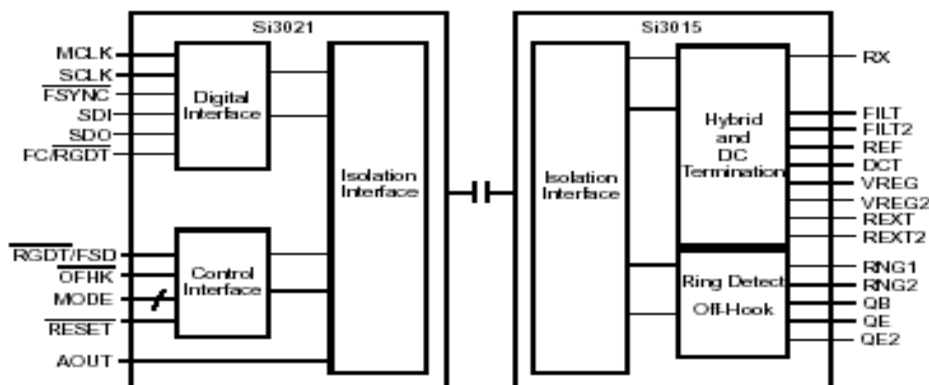 Si3021
Si3015
MCLK
SCLK
FSYNC
SDI
SDO
FC/RGDT
Digital
Interface
RGDT/FSD
OFHK
MODE
RESET
AOUT
Control
Interface
Isolation
Interface
Isolation
Interface
Hybrid
and
DC
Termination
Ring Detect
Off-Hook
RX
FILT
FILT2
REF
DCT
VREG
VREG2
REXT
REXT2
RNG1
RNG2
QB
QE
QE2